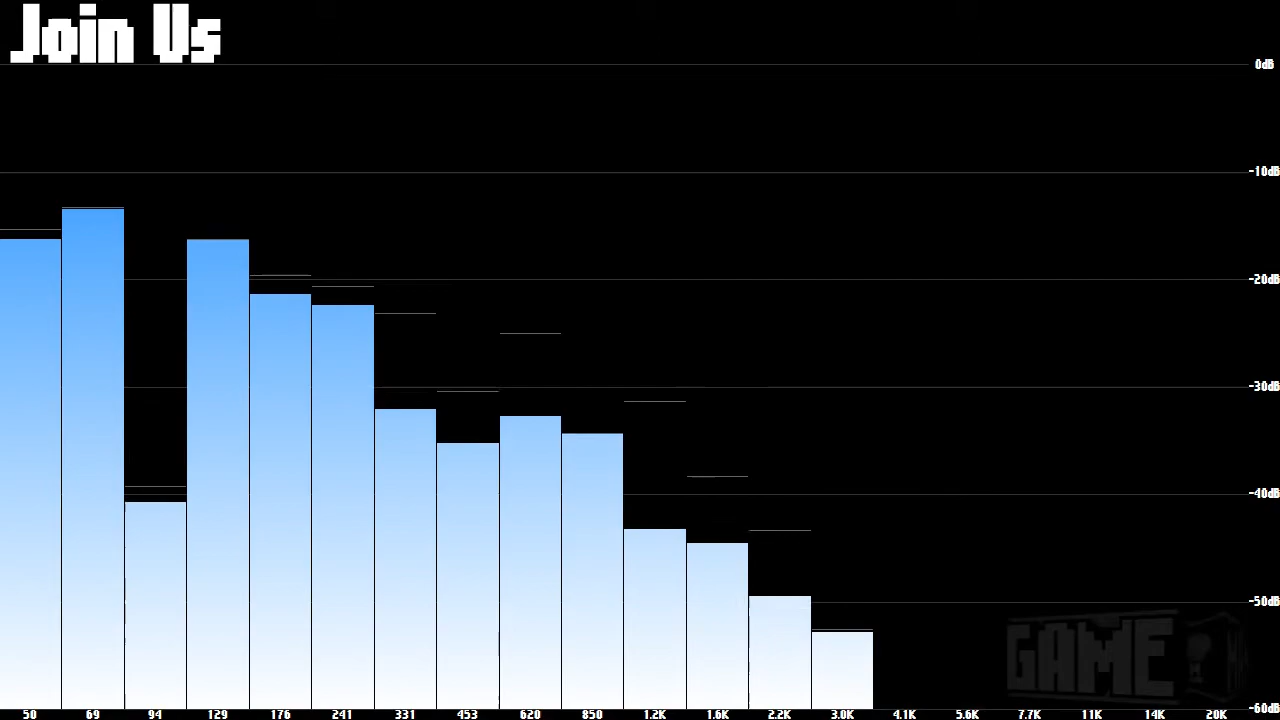 Join Us
0dB
-10dB
-20dB
-30dB
-40dB
-50dB
GAME
-60dB
50 69 94 129 176 241 331 453 620 850 1.2K 1.6K 2.2K 3.0K 4.1K 5.6K 7.7K 11K 14K 20K